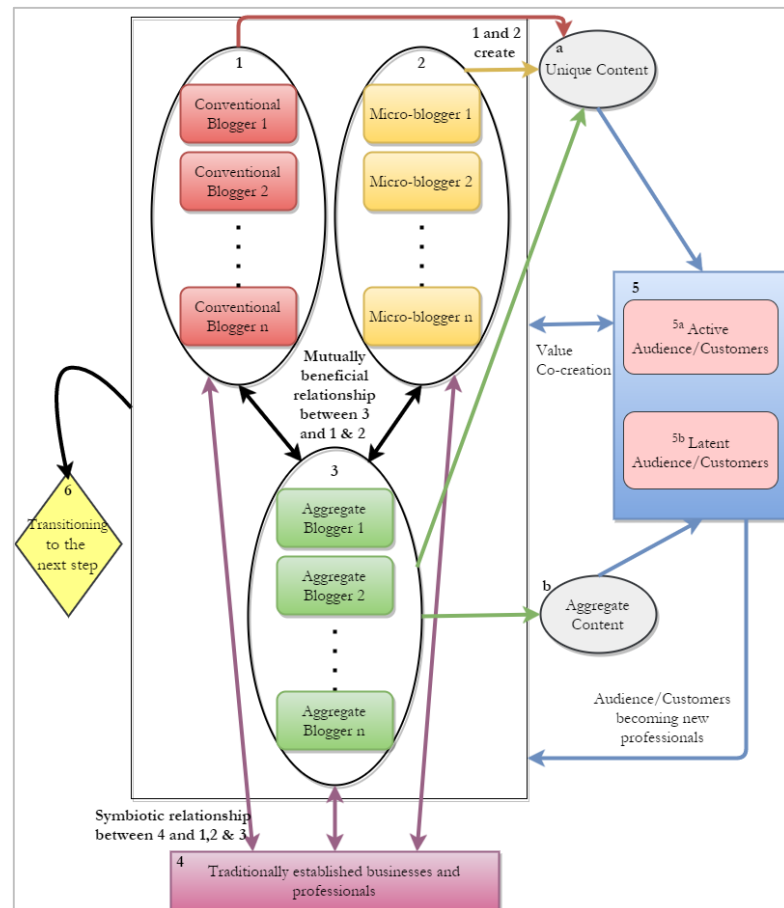 1 and 2
create
a
Unique Content
1
Conventional
Blogger 1
Conventional
Blogger 2
Conventional
Blogger n
2
Micro-blogger 1
Micro-blogger 2
Micro-blogger n
Mutually
beneficial
relationship
between 3
and 1 & 2
Value
Co-creation
5
5a Active
Audience/Customers
5b Latent
Audience/Customers
6
Transitioning
to the
next step
3
Aggregate
Blogger 1
Aggregate
Blogger 2
Aggregate
Blogger n
b
Aggregate
Content
Audience/Customers
becoming new
professionals
Symbiotic relationship
between 4 and 1,2 & 3
4
Traditionally established businesses and
professionals